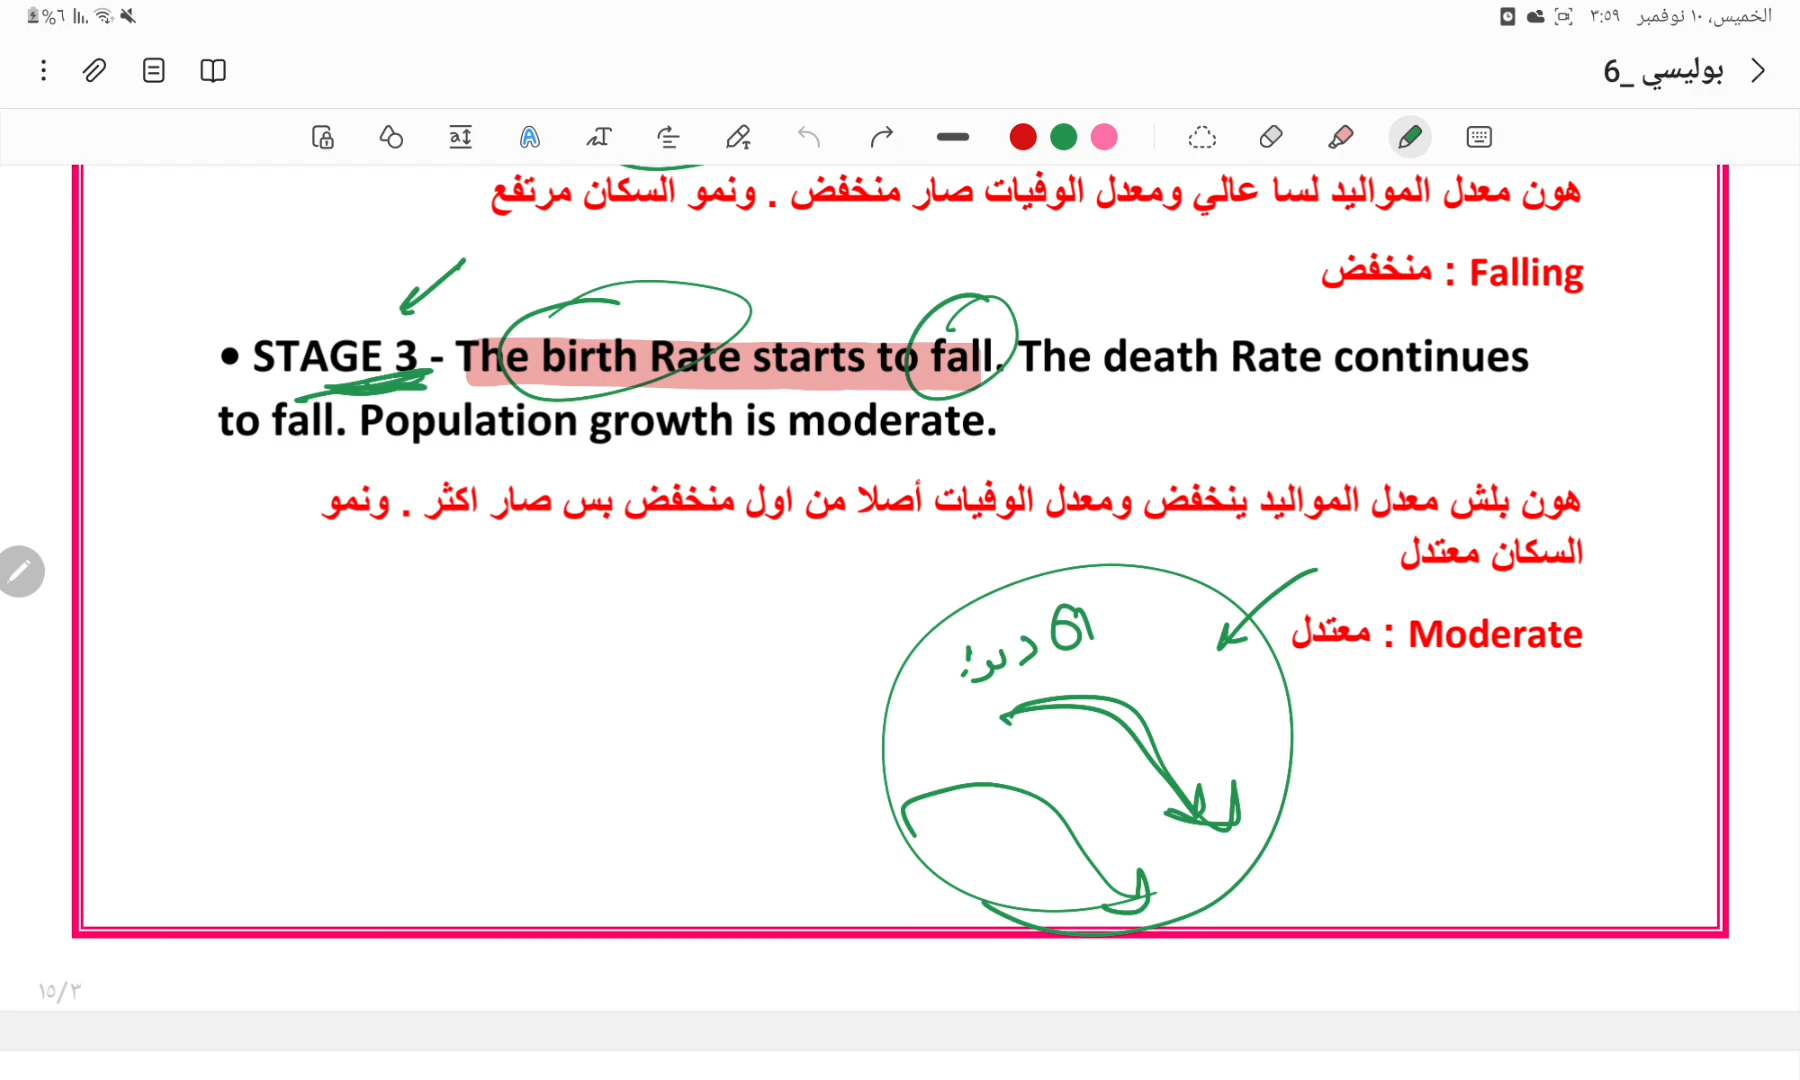 %٦ الخميس، ١٠ نوفمبر ٣:٥٩
بوليسي _6
هون معدل المواليد لسا عالي ومعدل الوفيات صار منخفض . ونمو السكان مرتفع
Falling : منخفض
• STAGE 3 - The birth Rate starts to fall. The death Rate continues
to fall. Population growth is moderate.
هون بلش معدل المواليد ينخفض ومعدل الوفيات أصلا من اول منخفض بس صار اكثر . ونمو
السكان معتدل
Moderate : معتدل
١٥/٣